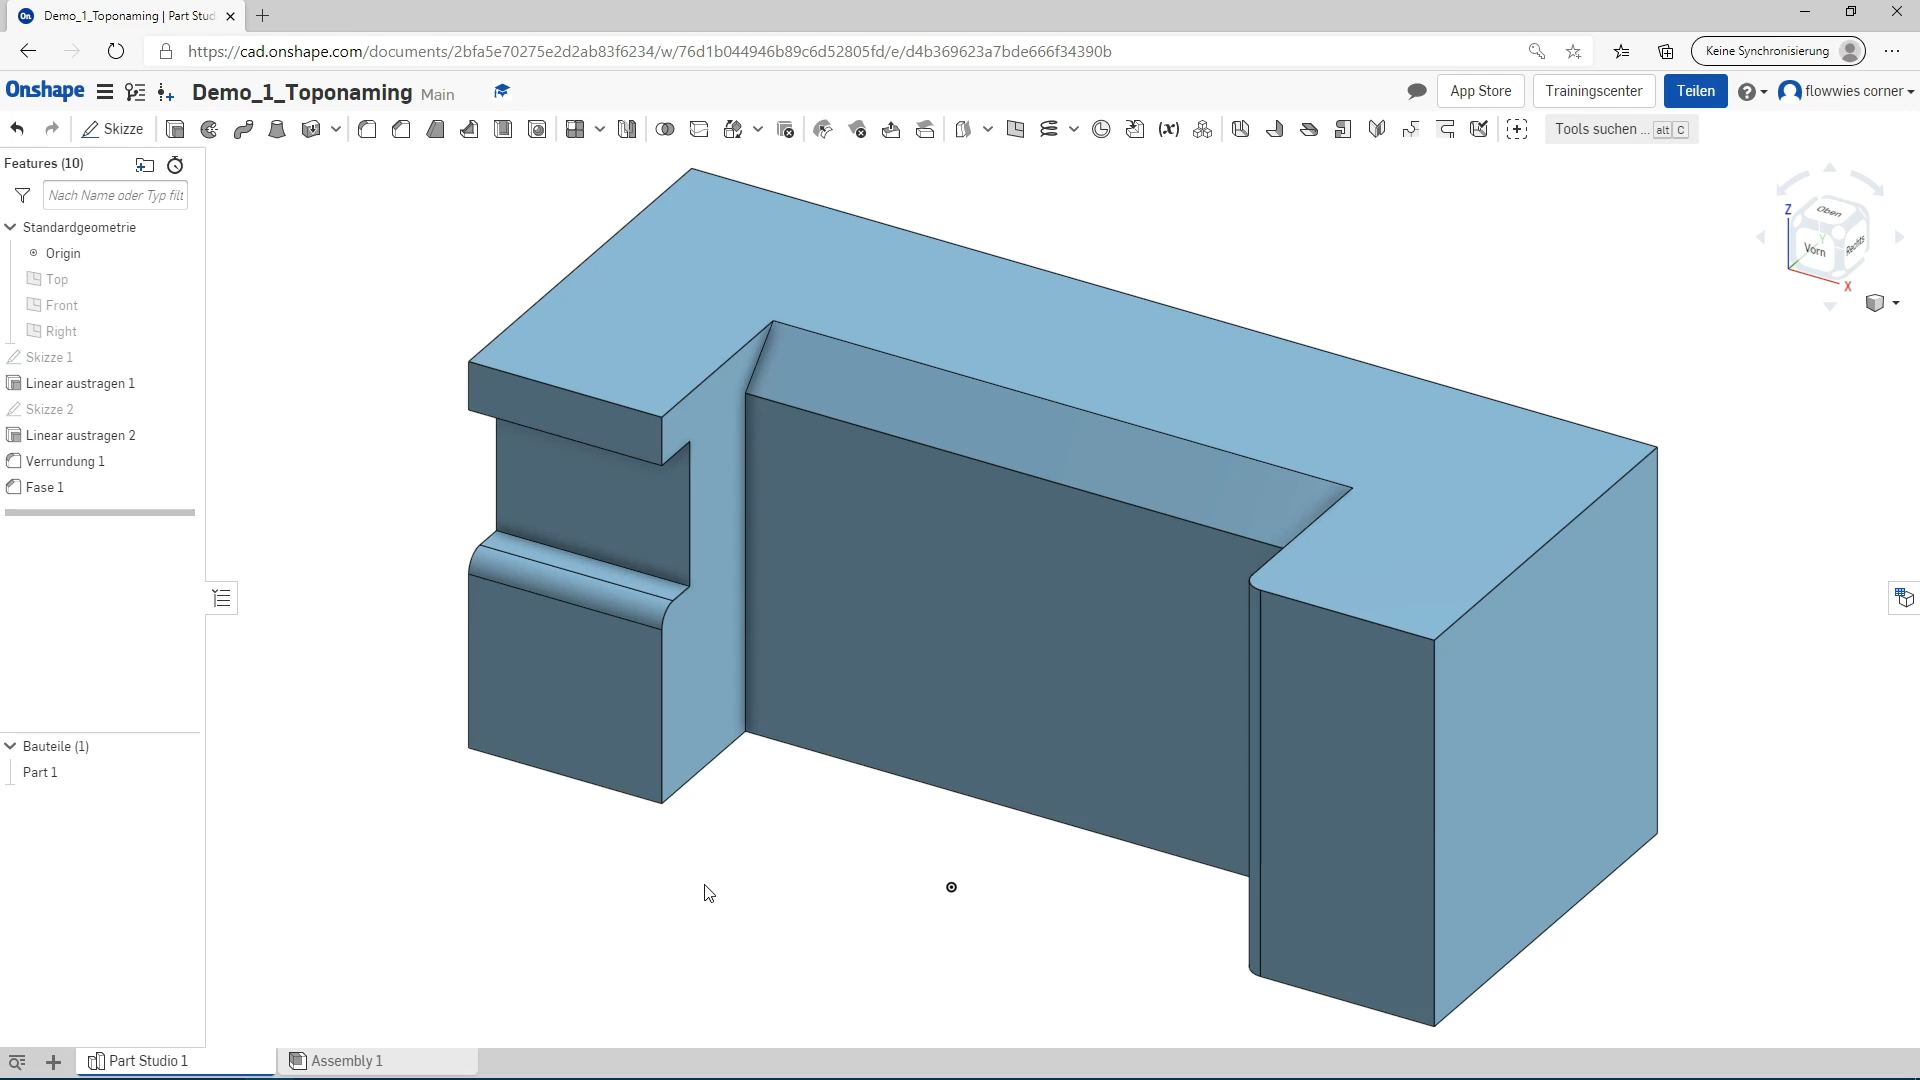 Demo_1_Toponaming | Part Stuc
https://cad.onshape.com/documents/2bfa5e70275e2d2ab83f6234/w/76d1b044946b89c6d52805fd/e/d4b369623a7bde666f34390b
Keine Synchronisierung
Onshape
Demo_1_Toponaming Main
App Store
Trainingscenter
Teilen
flowwies corner
Skizze
Tools suchen ... alt C
Features (10)
Nach Name oder Typ filt
Standardgeometrie
Origin
Top
Front
Right
Skizze 1
Linear austragen 1
Skizze 2
Linear austragen 2
Verrundung 1
Fase 1
Bauteile (1)
Part 1
Z
Oben
Y
Vorn
Rechts
X
Part Studio 1
Assembly 1